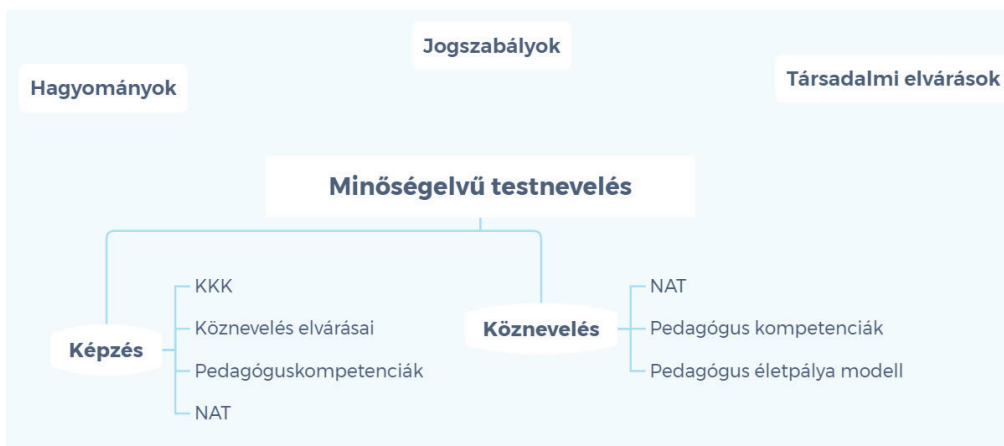 Jogszabályok
Hagyományok
Társadalmi elvárások
Minőségelvű testnevelés
Képzés
KKK
Köznevelés elvárásai
Pedagóguskompetenciák
NAT
Köznevelés
NAT
Pedagógus kompetenciák
Pedagógus életpálya modell